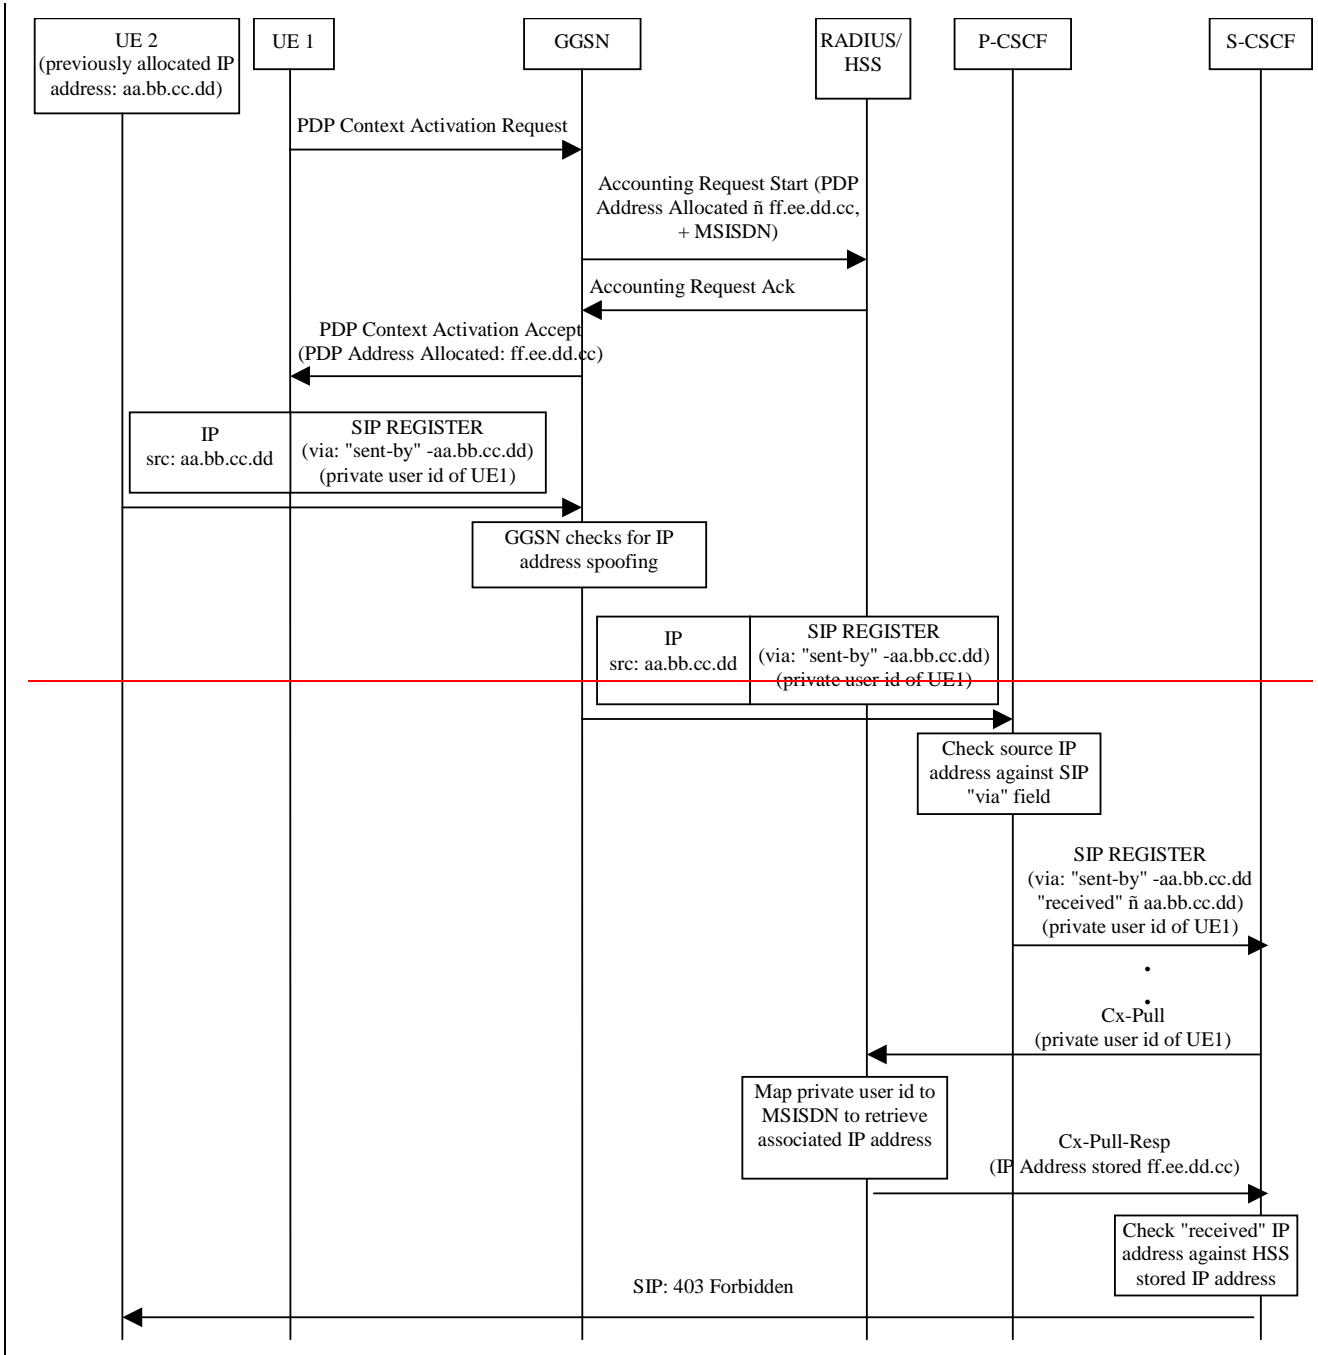 UE 2
(previously allocated IP
address: aa.bb.cc.dd)
UE 1
GGSN
RADIUS/
HSS
P-CSCF
S-CSCF
PDP Context Activation Request
Accounting Request Start (PDP
Address Allocated ñ ff.ee.dd.cc,
+ MSISDN)
Accounting Request Ack
PDP Context Activation Accept
(PDP Address Allocated: ff.ee.dd.cc)
IP
src: aa.bb.cc.dd
SIP REGISTER
(via: "sent-by" -aa.bb.cc.dd)
(private user id of UE1)
GGSN checks for IP
address spoofing
IP
src: aa.bb.cc.dd
SIP REGISTER
(via: "sent-by" -aa.bb.cc.dd)
(private user id of UE1)
Check source IP
address against SIP
"via" field
SIP REGISTER
(via: "sent-by" -aa.bb.cc.dd
"received" ñ aa.bb.cc.dd)
(private user id of UE1)
.
.
Cx-Pull
(private user id of UE1)
Map private user id to
MSISDN to retrieve
associated IP address
Cx-Pull-Resp
(IP Address stored ff.ee.dd.cc)
Check "received" IP
address against HSS
stored IP address
SIP: 403 Forbidden